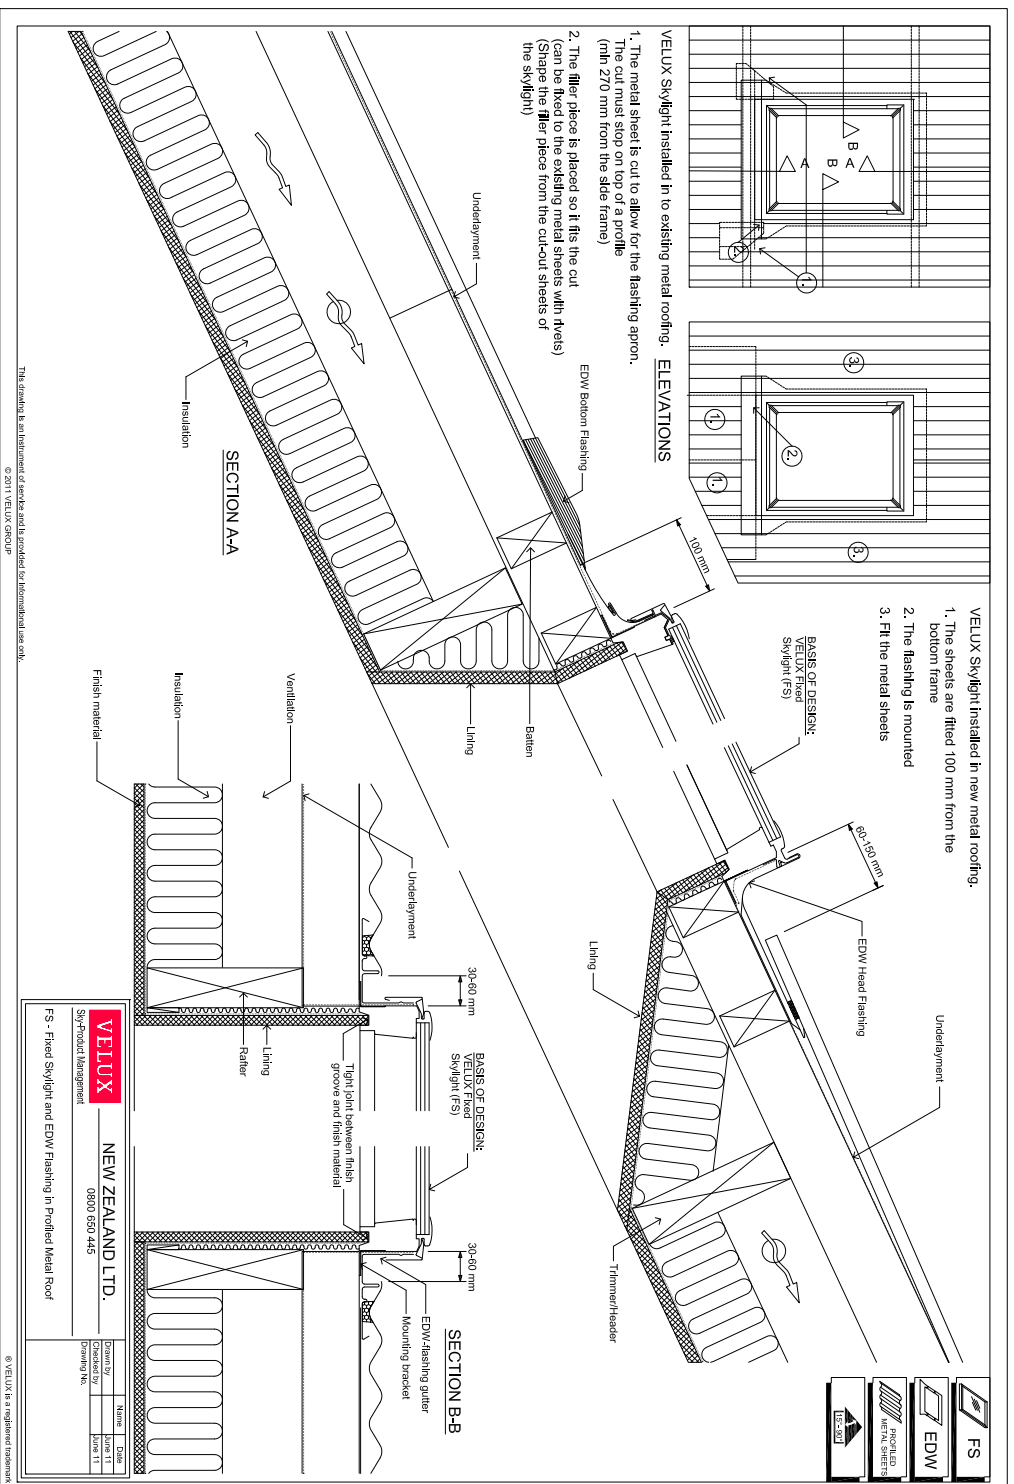 VELUX Skylight installed in to existing metal roofing.
1. The metal sheet is cut to allow for the flashing apron.
The cut must stop on top of a profile
(min 270 mm from the side frame)
2. The filler piece is placed so it fits the cut
(can be fixed to the existing metal sheets with rivets)
(Shape the filler piece from the cut-out sheets of
the skylight)
ELEVATIONS
B
A
B
A
1.
2.
3.
1.
2.
1.
3.
VELUX Skylight installed in new metal roofing.
1. The sheets are fitted 100 mm from the
bottom frame
2. The flashing is mounted
3. Fit the metal sheets
FS
EDW
PROFILED
METAL SHEETS
15°- 90°
Underlayment
EDW Bottom Flashing
100 mm
BASIS OF DESIGN:
VELUX Fixed
Skylight (FS)
60-150 mm
EDW Head Flashing
Underlayment
Insulation
SECTION A-A
Batten
Lining
Lining
Trimmer/Header
Finish material
Insulation
Ventilation
Underlayment
30-60 mm
BASIS OF DESIGN:
VELUX Fixed
Skylight (FS)
30-60 mm
SECTION B-B
EDW-flashing gutter
Mounting bracket
Tight joint between finish
groove and finish material
Lining
Rafter
VELUX
Sky-Product Management
NEW ZEALAND LTD.
0800 650 445
FS - Fixed Skylight and EDW Flashing in Profiled Metal Roof
Name
Date
Drawn by
June 11
Checked by
June 11
Drawing No.
This drawing is an instrument of service and is provided for informational use only.
© 2011 VELUX GROUP
® VELUX is a registered trademark